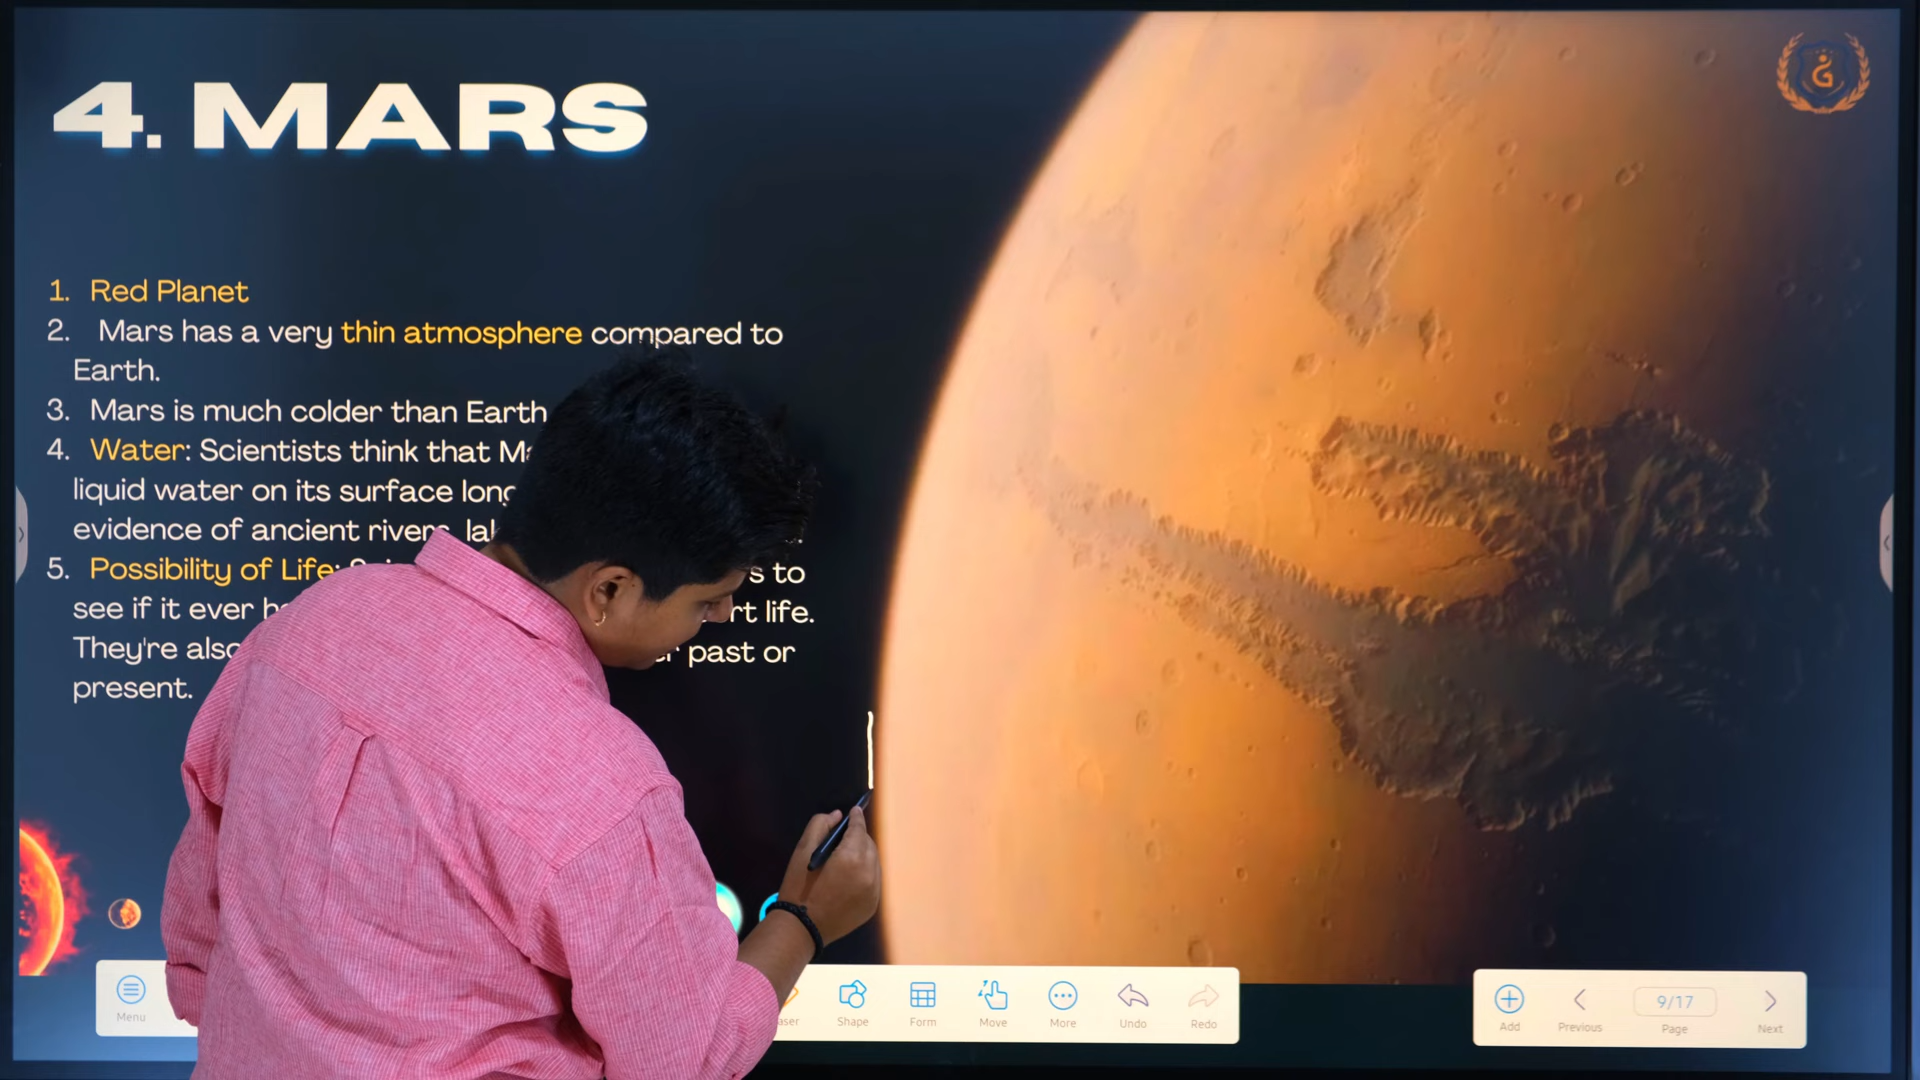 4. MARS
1. Red Planet
2. Mars has a very thin atmosphere compared to
Earth.
3. Mars is much colder than Earth
4. Water: Scientists think that
liquid water on its surface
evidence of ancient rivers,
5. Possibility of Life: to
see if it ever life.
They're past or
present.
Menu
Shape
Form
Move
More
Undo
Redo
Add
Previous
9/17
Page
Next